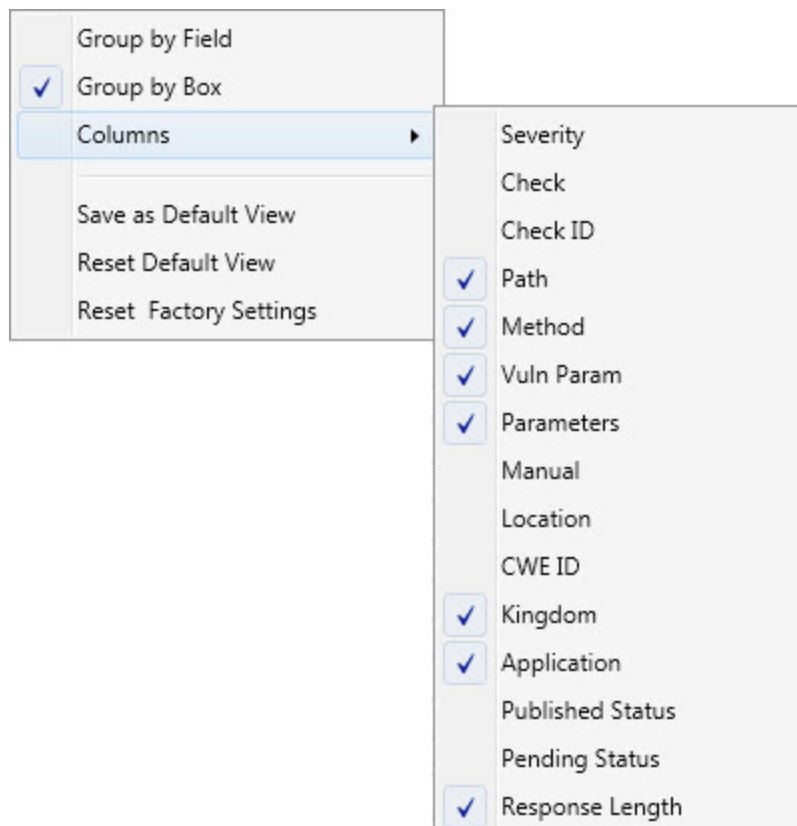 Group by Field
Group by Box
Columns
Save as Default View
Reset Default View
Reset  Factory Settings
Severity
Check
Check ID
Path
Method
Vuln Param
Parameters
Manual
Location
CWE ID
Kingdom
Application
Published Status
Pending Status
Response Length